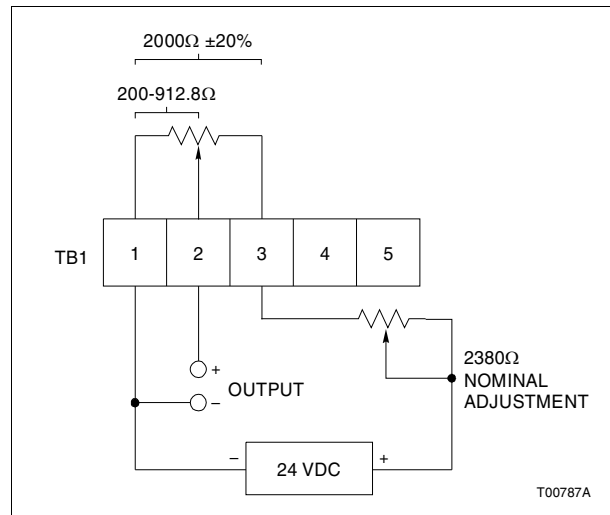 2000Ω ±20%
200-912.8Ω
TB1 1 2 3 4 5
+
OUTPUT
–
2380Ω
NOMINAL
ADJUSTMENT
– 24 VDC +
T00787A